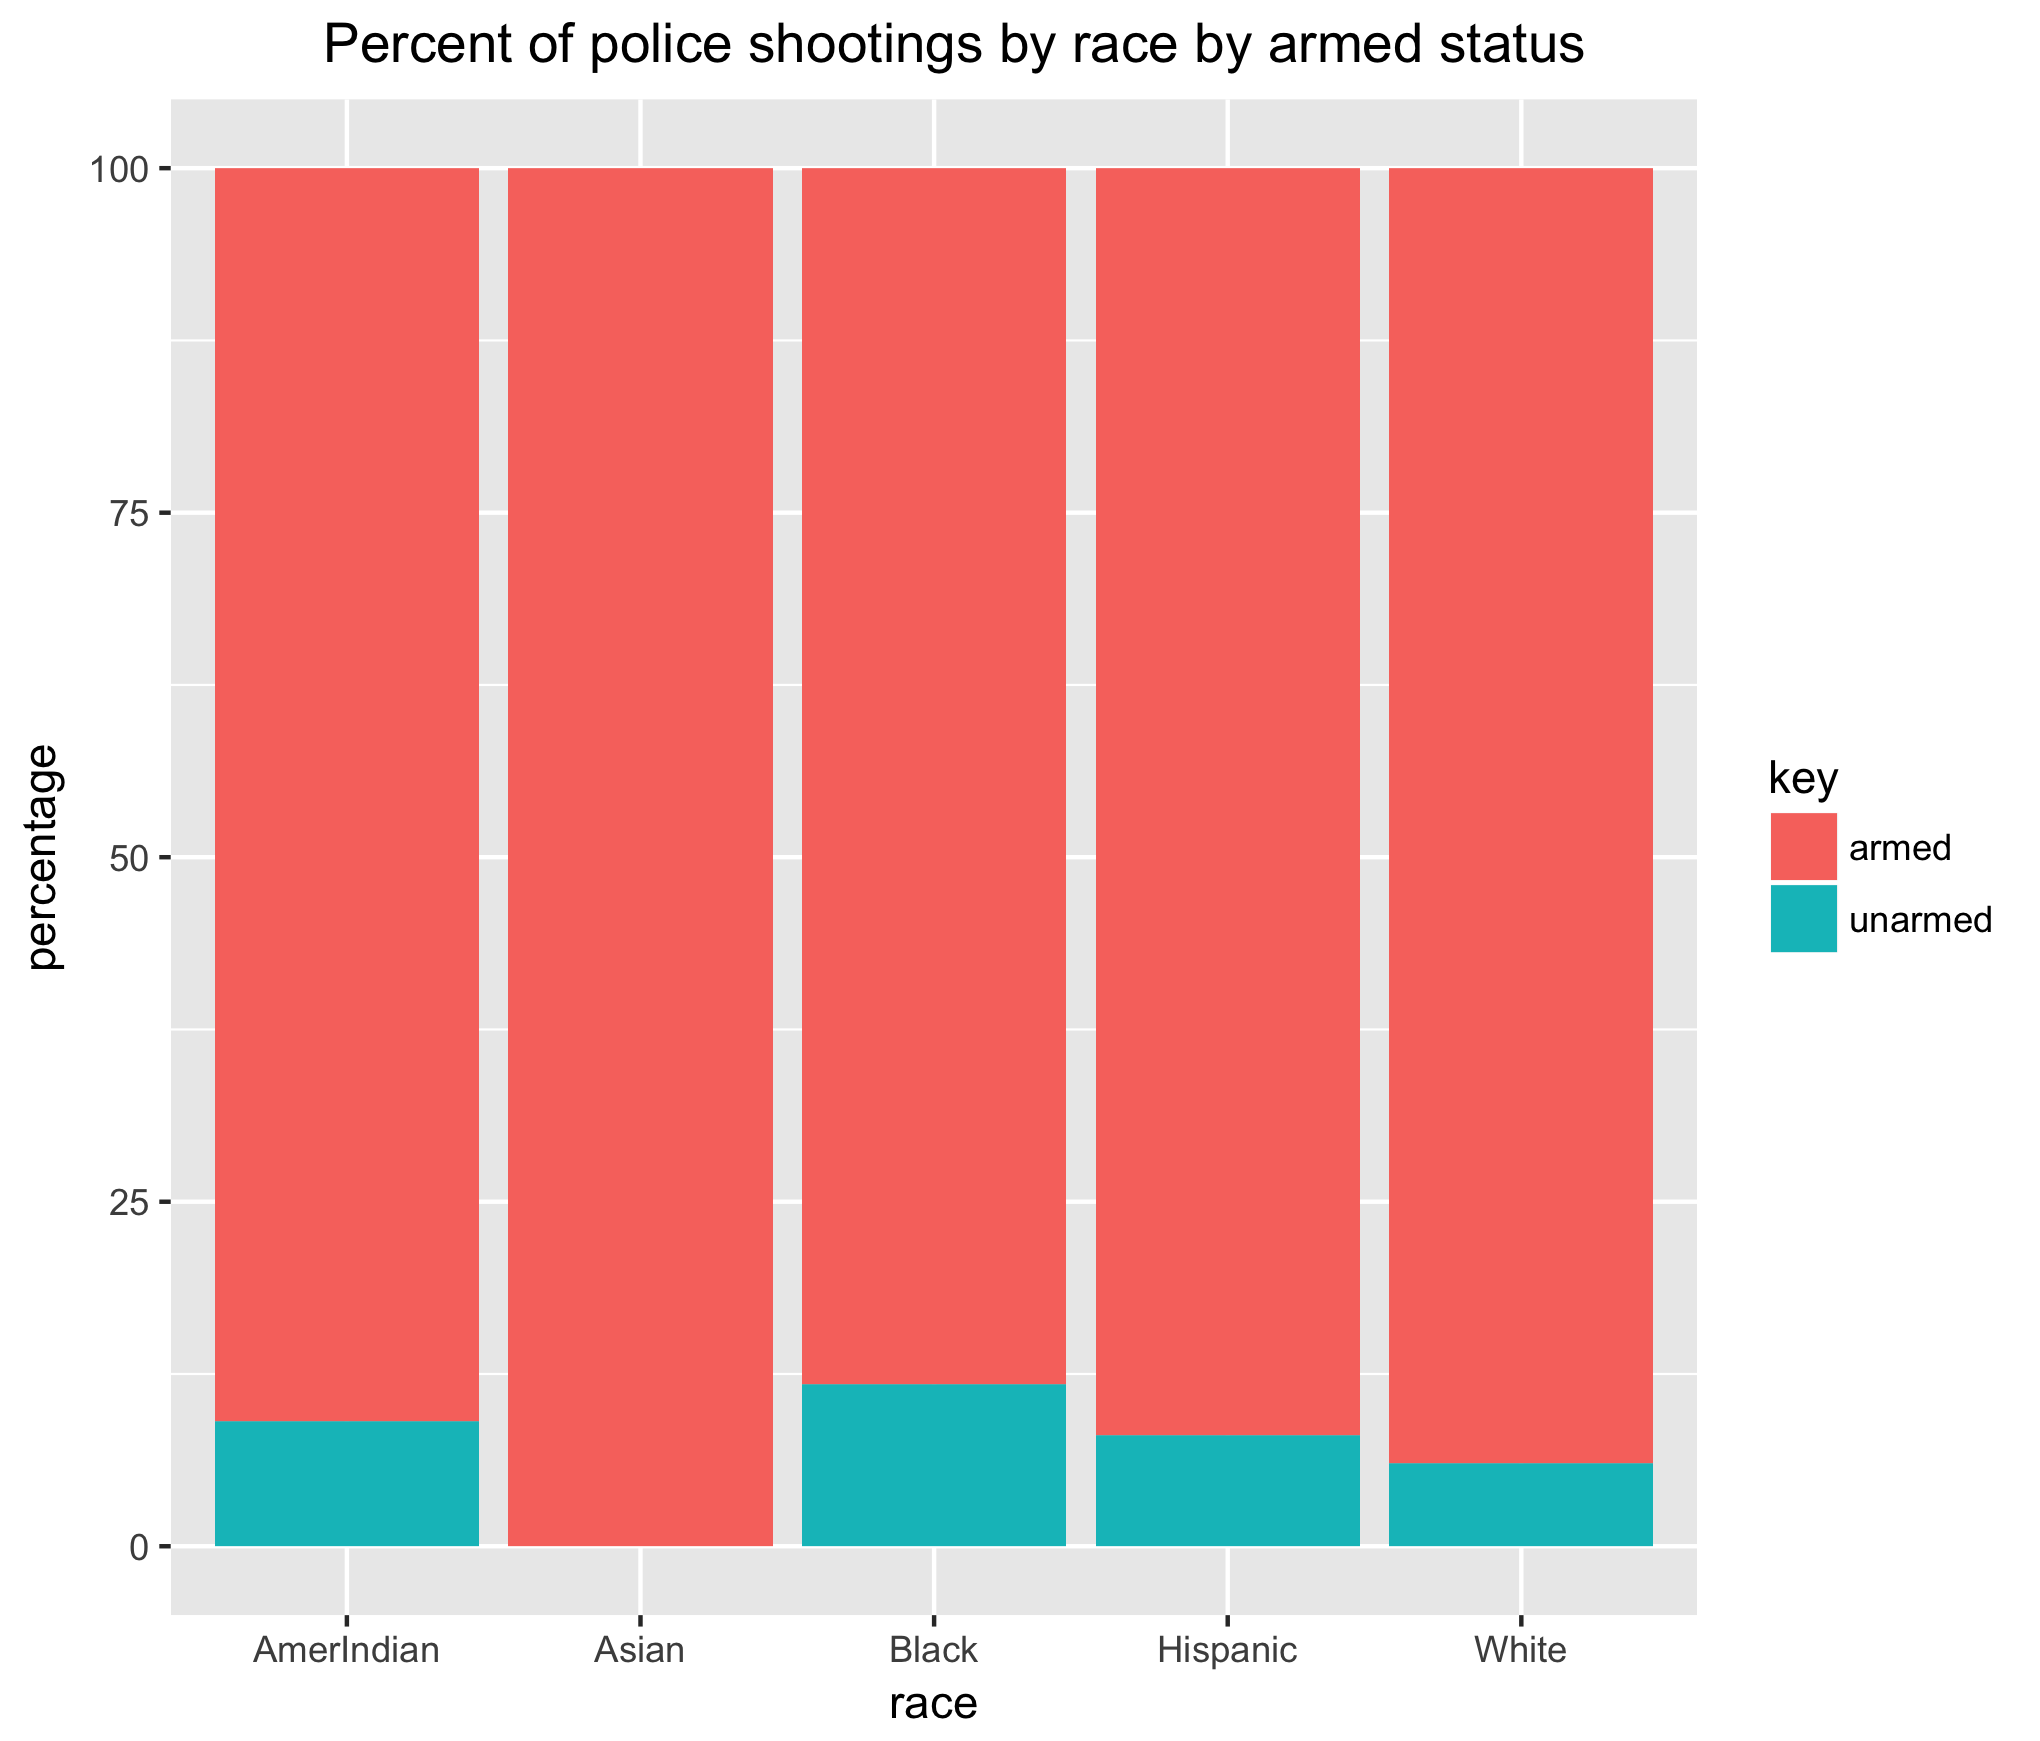 Percent of police shootings by race by armed status
100
75
50
25
0
percentage
AmerIndian Asian Black Hispanic White
race
key
armed
unarmed